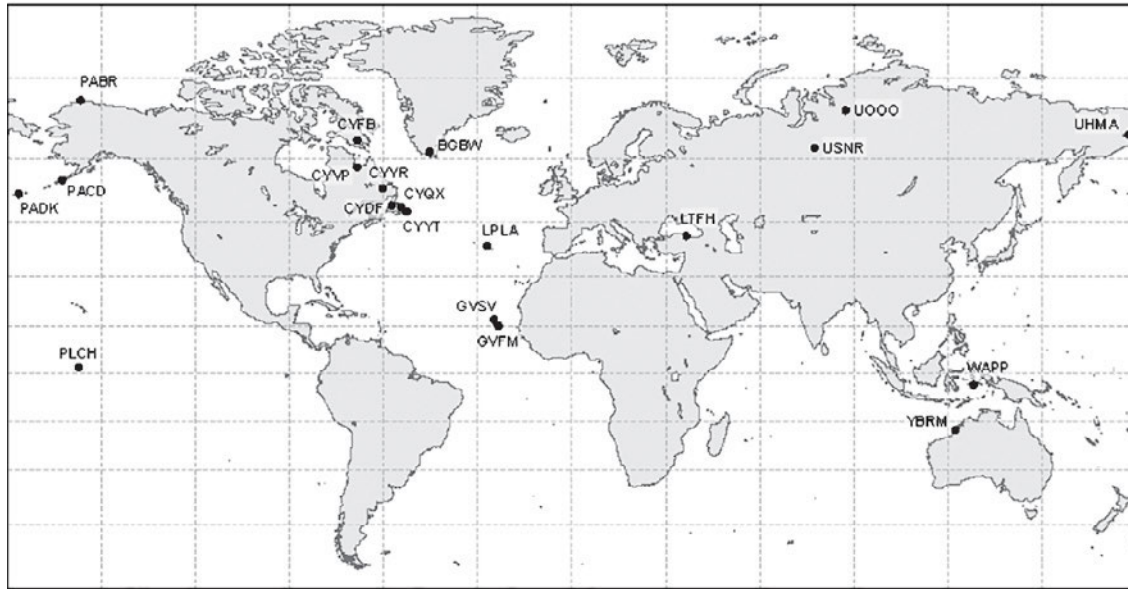 PABR
UOOO
UHMA
CYFB
BGBW
USNR
CYVP
CYYR
PACD
PADK
CYQX
CYDF
CYYT
LTFH
LPLA
GVSV
GVFM
PLCH
WAPP
YBRM